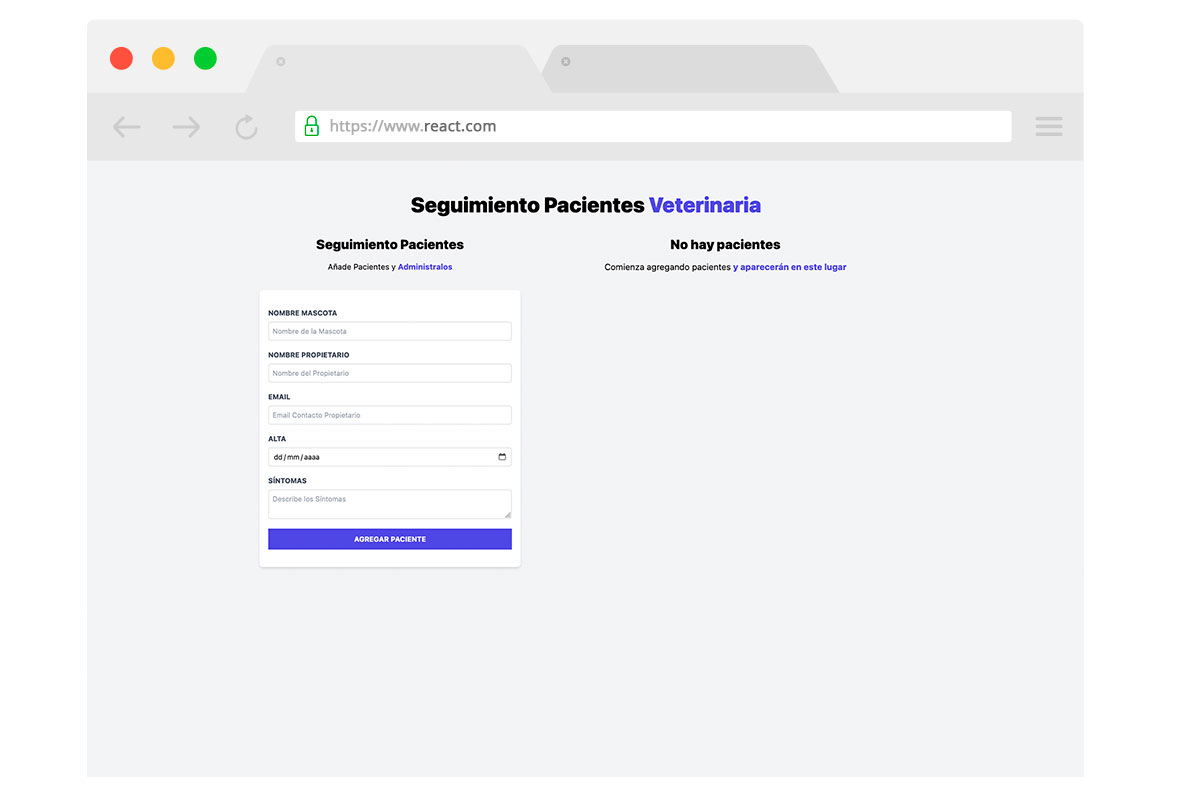 https://www.react.com
Seguimiento Pacientes Veterinaria
Seguimiento Pacientes
Añade Pacientes y Administralos
NOMBRE MASCOTA
Nombre de la Mascota
NOMBRE PROPIETARIO
Nombre del Propietario
EMAIL
Email Contacto Propietario
ALTA
dd/mm/aaaa
SÍNTOMAS
Describe los Síntomas
AGREGAR PACIENTE
No hay pacientes
Comienza agregando pacientes y aparecerán en este lugar